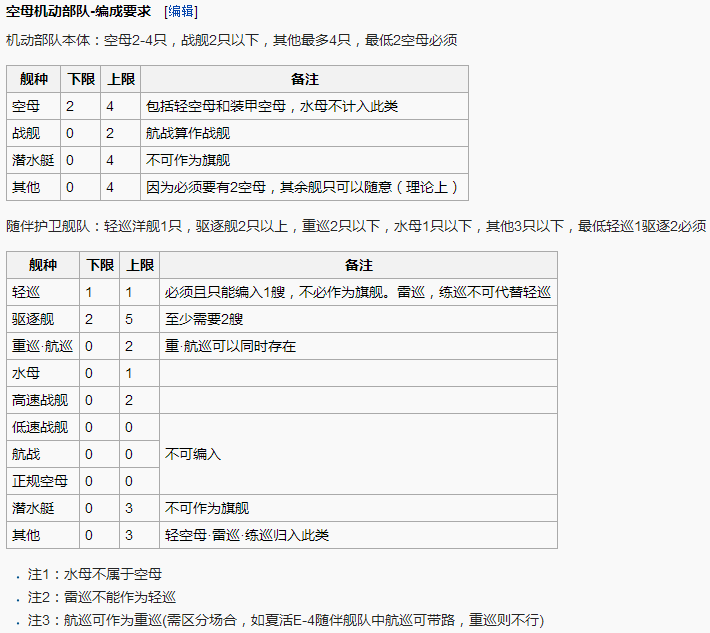 空母机动部队-编成要求 [编辑]
机动部队本体：空母2-4只，战舰2只以下，其他最多4只，最低2空母必须
舰种 下限 上限 备注
空母 2 4 包括轻空母和装甲空母，水母不计入此类
战舰 0 2 航战算作战舰
潜水艇 0 4 不可作为旗舰
其他 0 4 因为必须要有2空母，其余舰只可以随意（理论上）
随伴护卫舰队：轻巡洋舰1只，驱逐舰2只以上，重巡2只以下，水母1只以下，其他3只以下，最低轻巡1驱逐2必须
舰种 下限 上限 备注
轻巡 1 1 必须且只能编入1艘，不必作为旗舰。雷巡，练巡不可代替轻巡
驱逐舰 2 5 至少需要2艘
重巡·航巡 0 2 重·航巡可以同时存在
水母 0 1
高速战舰 0 2
低速战舰 0 0
航战 0 0 不可编入
正规空母 0 0
潜水艇 0 3 不可作为旗舰
其他 0 3 轻空母·雷巡·练巡归入此类
. 注1：水母不属于空母
. 注2：雷巡不能作为轻巡
. 注3：航巡可作为重巡(需区分场合，如夏活E-4随伴舰队中航巡可带路，重巡则不行)